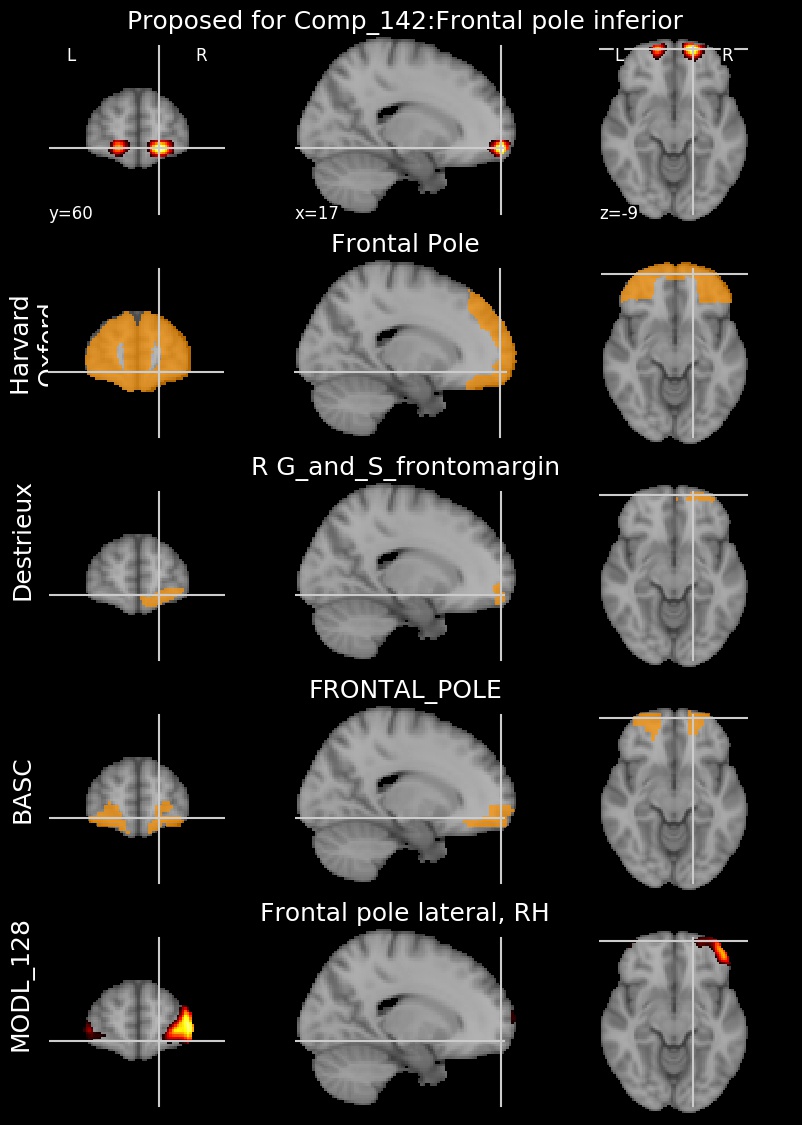 Proposed for Comp_142:Frontal pole inferior
L R
L R
y=60 x=17 z=-9
Frontal Pole
Harvard
Oxford
R G_and_S_frontomargin
Destrieux
FRONTAL_POLE
BASC
Frontal pole lateral, RH
MODL_128